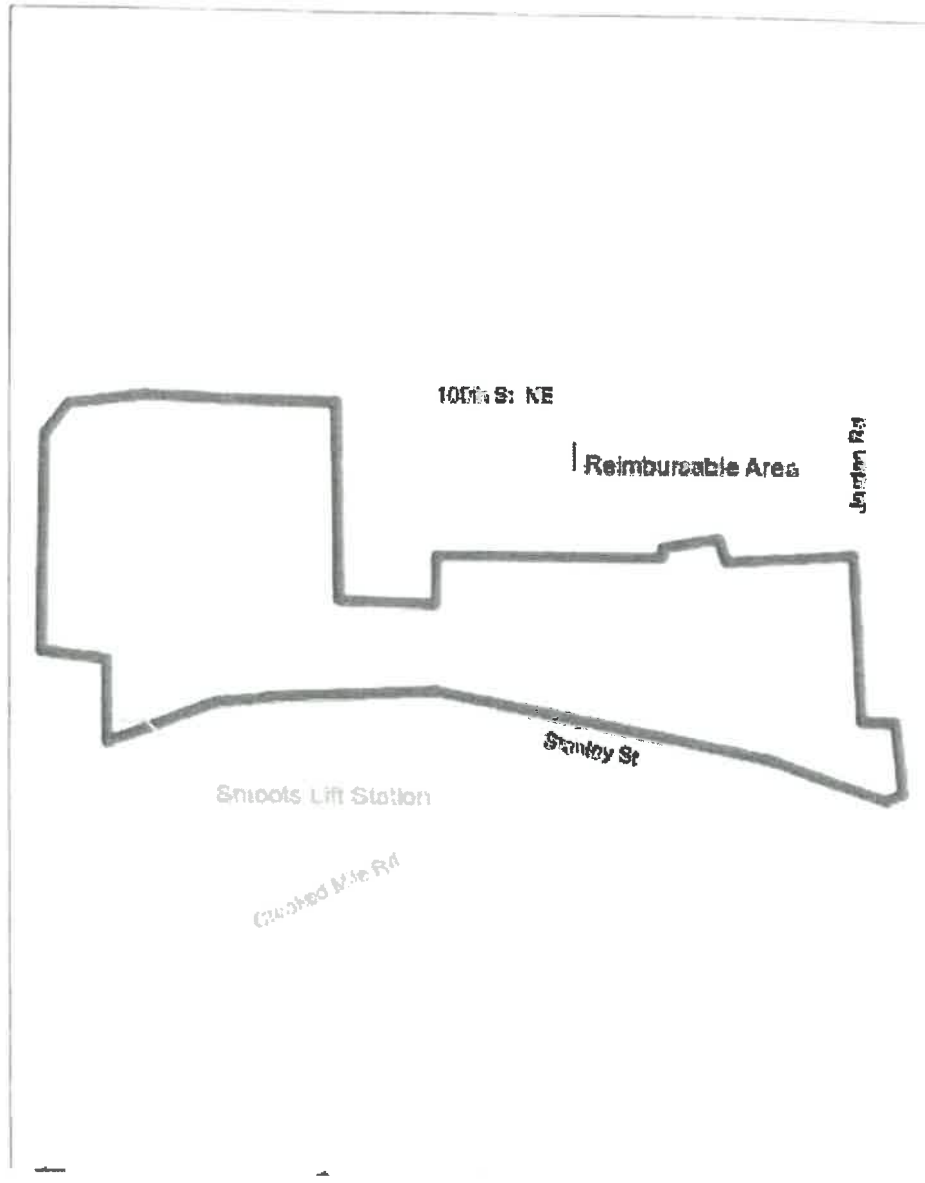 100th St NE
Reimbursable Area
Jordan Rd
Stanley St
Smoots Lift Station
Crooked Mile Rd